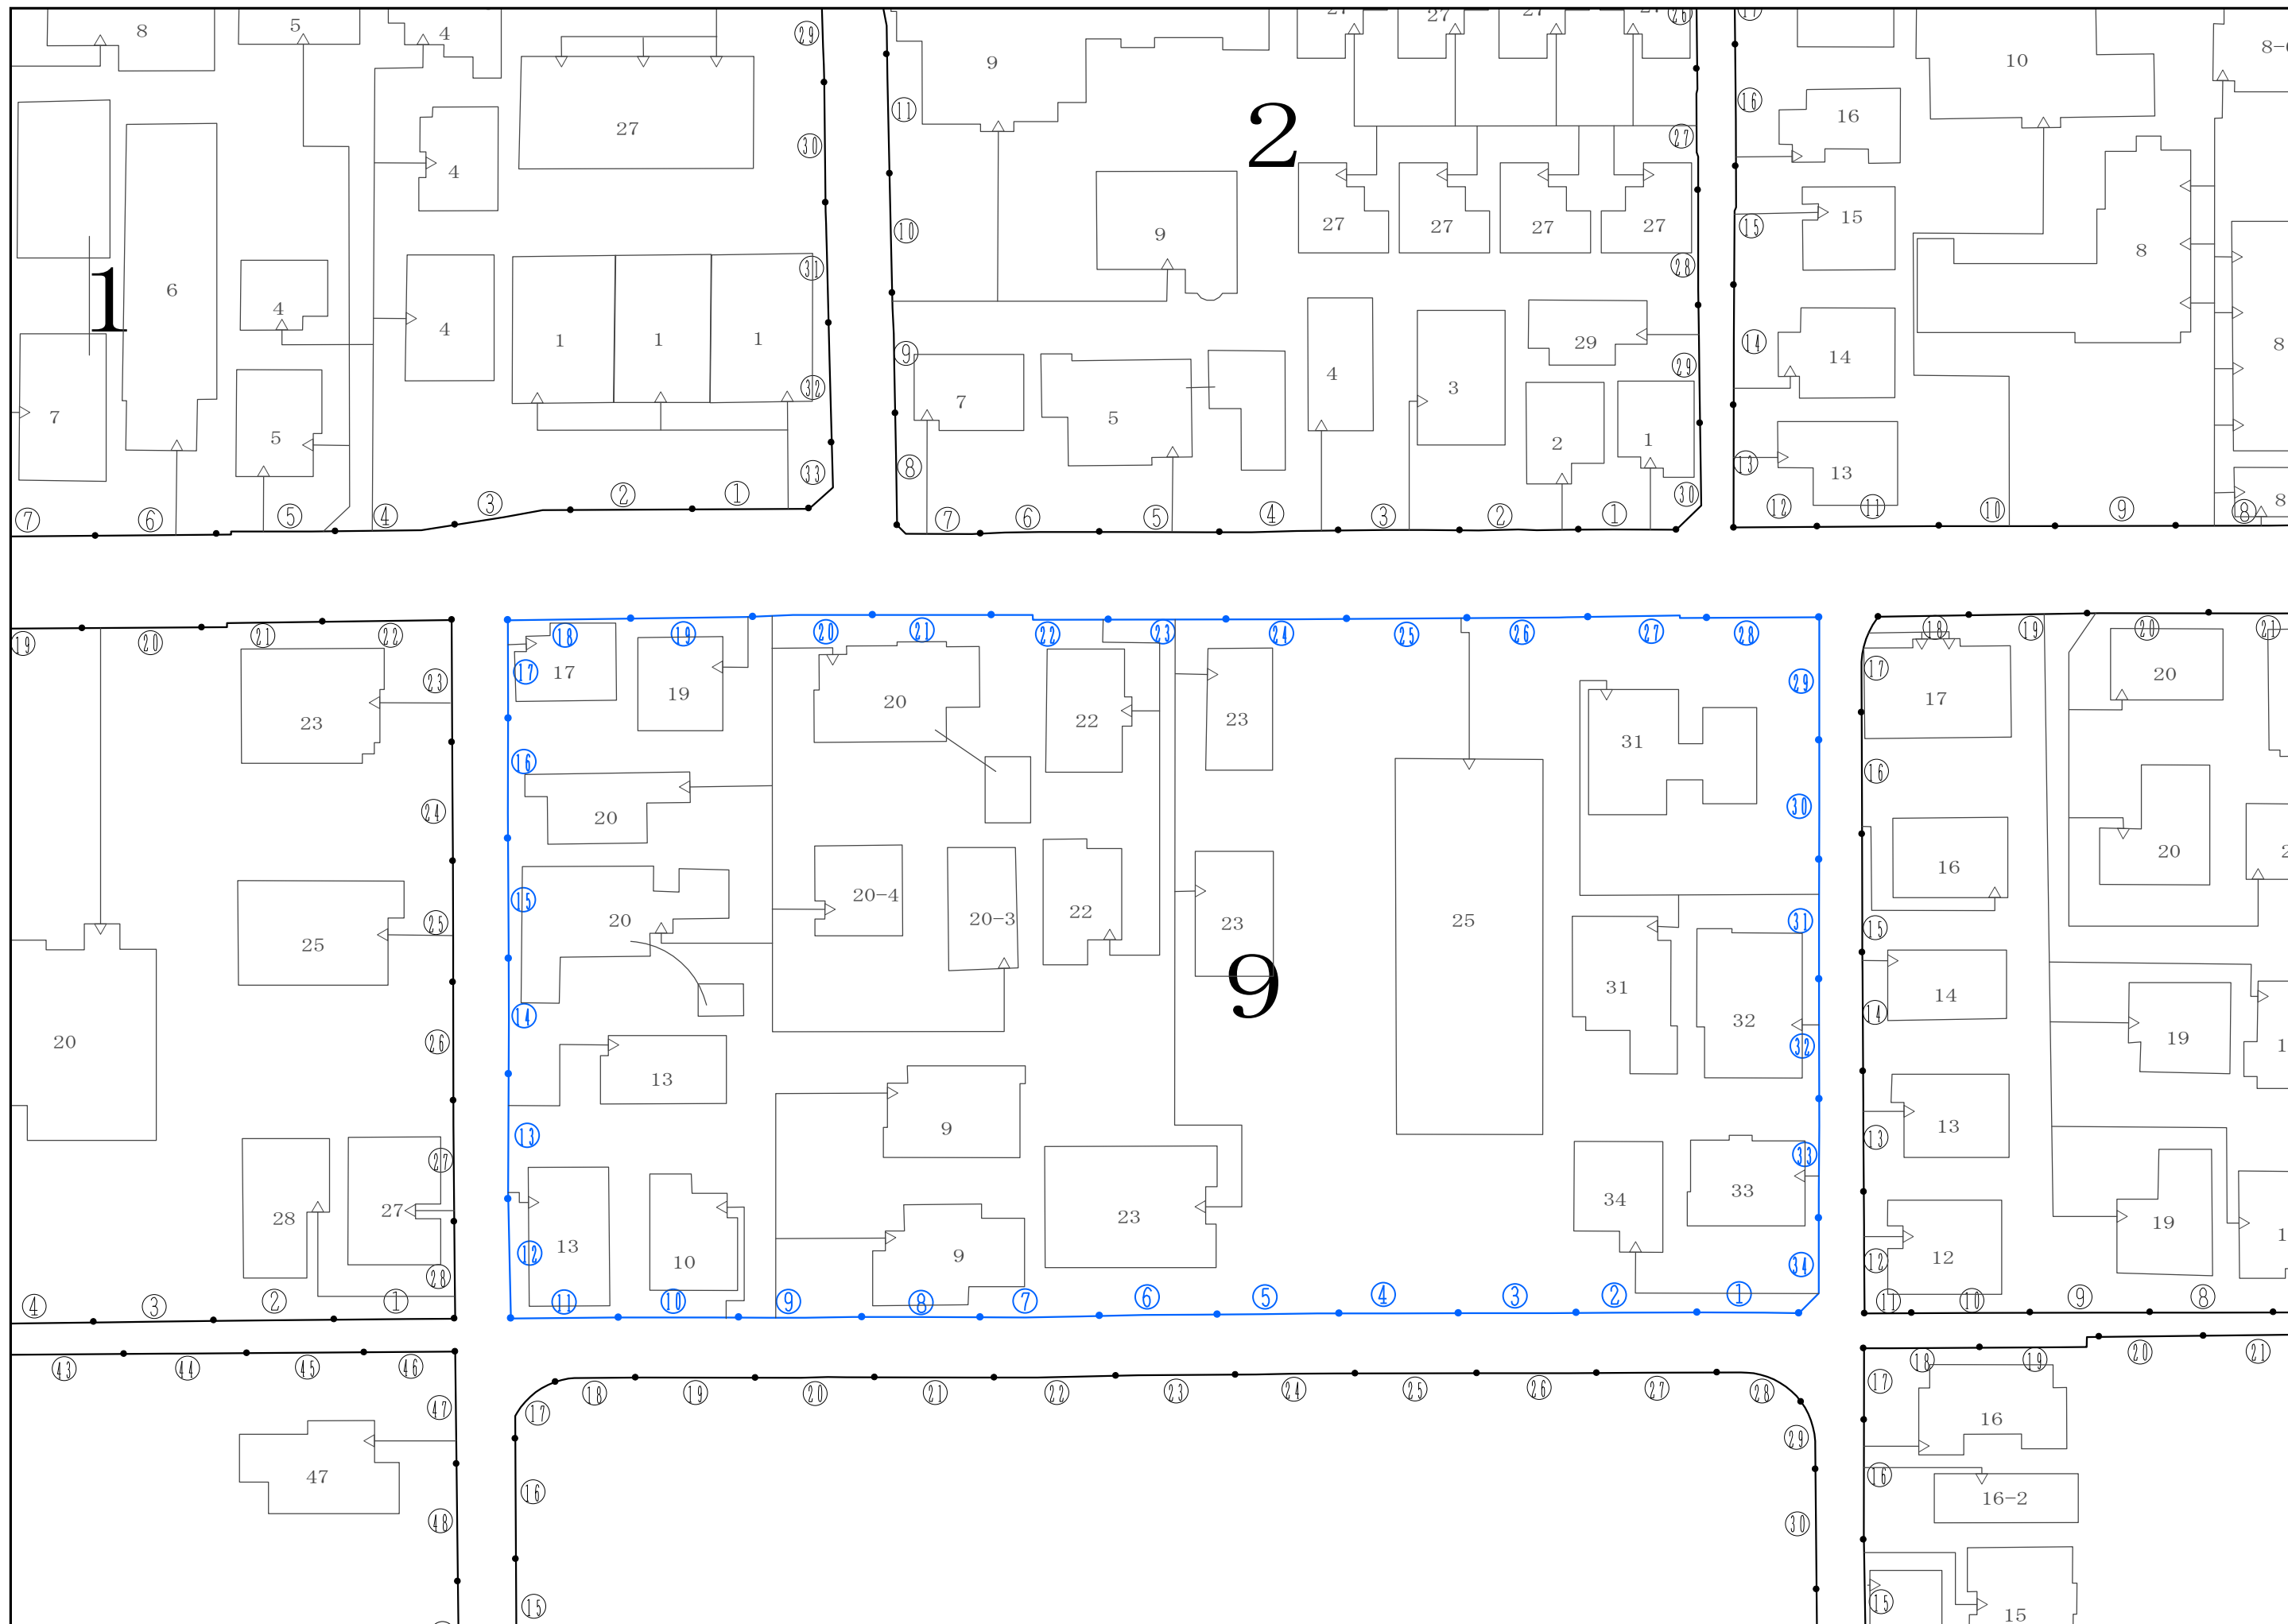 8 5 4 ㉙ 9 27 27 27 27 ㉖ ⑰ 10 8-6
27 ㉚ ⑪ 2 ㉗ ⑯ 16
4 ⑩ 9 27 27 27 27 ⑮ 15 8
1 6 4 4 ㉛ ㉘
1 1 1 ⑨ 29 ⑭ 14 8
7 5 ㉜ 7 5 4 3 2 1 ㉙
㉝ ⑧ ⑬ 13
⑦ ⑥ ⑤ ④ ③ ② ① ⑦ ⑥ ⑤ ④ ③ ② ① ㉚ ⑫ ⑪ ⑩ ⑨ ⑧ 8
⑲ ⑳ ㉑ ㉒ ⑱ ⑲ ⑳ ㉑ ㉒ ㉓ ㉔ ㉕ ㉖ ㉗ ㉘ ⑱ ⑲ ⑳ ㉑
㉓ ⑰ 17 19 20 ㉙ ⑰ 17 20
23 22 23 31
⑯ ⑯
㉔ 20 ㉚ 16 20
⑮ 20-4
25 ㉕ 20 20-3 22 23 25 ㉛ ⑮
9 31 14
20 ㉖ ⑭ 32 ㉜ ⑭ 19
13
⑬ 9 ㉝ ⑬ 13
㉗
28 27 23 34 33 19
13 10 9 12
㉘ ⑫ ㉞ ⑫
④ ③ ② ① ⑪ ⑩ ⑨ ⑧ ⑦ ⑥ ⑤ ④ ③ ② ① ⑪ ⑩ ⑨ ⑧
㊸ ㊹ ㊺ ㊻ ⑱ ⑲ ⑳ ㉑
㊼ ⑰ ⑱ ⑲ ⑳ ㉑ ㉒ ㉓ ㉔ ㉕ ㉖ ㉗ ㉘ ⑰
㉙ 16
47 ⑯ ⑯
㊽ ㉚ 16-2
⑮ ⑮ 15